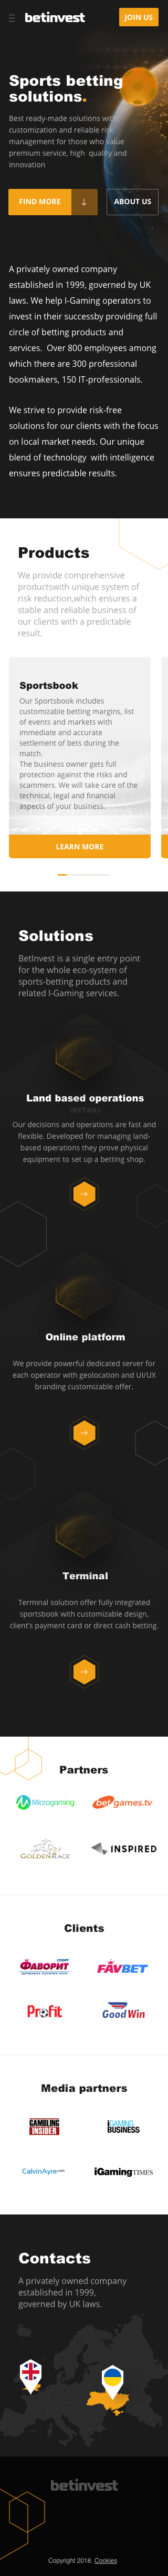 betinvest
JOIN US
Sports betting
solutions.
Best ready-made solutions with
customization and reliable risk
management for those who value
premium service, high quality and
innovation
FIND MORE
ABOUT US
A privately owned company
established in 1999, governed by UK
laws. We help I-Gaming operators to
invest in their successby providing full
circle of betting products and
services. Over 800 employees among
which there are 300 professional
bookmakers, 150 IT-professionals.
We strive to provide risk-free
solutions for our clients with the focus
on local market needs. Our unique
blend of technology with intelligence
ensures predictable results.
Products
We provide comprehensive
productswith unique system of
risk reduction,which ensures a
stable and reliable business of
our clients with a predictable
result.
Sportsbook
Our Sportsbook includes
customizable betting margins, list
of events and markets with
immediate and accurate
settlement of bets during the
match.
The business owner gets full
protection against the risks and
scammers. We will take care of the
technical, legal and financial
aspects of your business.
LEARN MORE
Solutions
BetInvest is a single entry point
for the whole eco-system of
sports-betting products and
related I-Gaming services.
Land based operations
(RETAIL)
Our decisions and operations are fast and
flexible. Developed for managing land-
based operations they prove physical
equipment to set up a betting shop.
Online platform
We provide powerful dedicated server for
each operator with geolocation and UI/UX
branding customizable offer.
Terminal
Terminal solution offer fully integrated
sportsbook with customizable design,
client's payment card or direct cash betting.
Partners
Microgaming
betgames.tv
GOLDENRACE
INSPIRED
Clients
ФАВОРИТ СПОРТ
FAVBET
Profit
Good Win
Media partners
GAMBLING
INSIDER
iGAMING
BUSINESS
CalvinAyre.com
iGamingTIMES
Contacts
A privately owned company
established in 1999,
governed by UK laws.
betinvest
Copyright 2018. Cookies